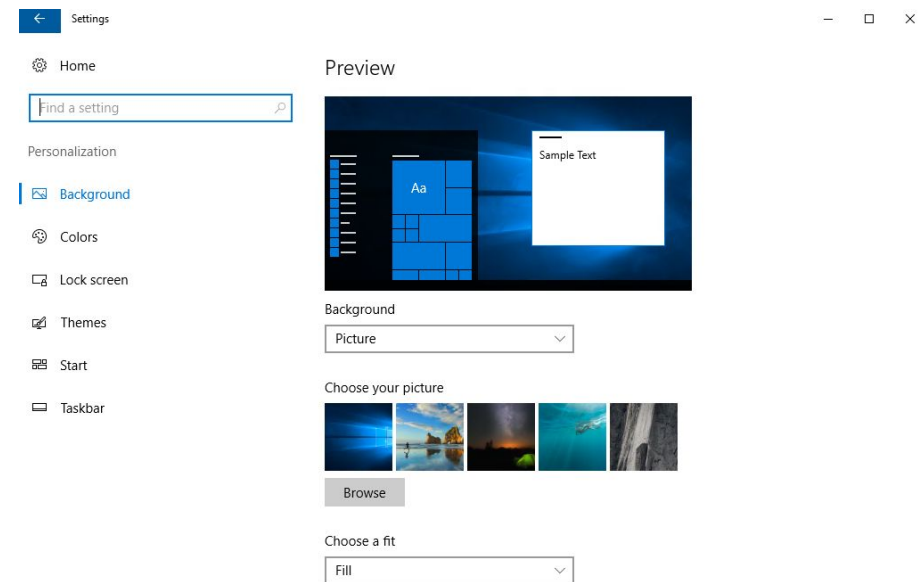 Settings
Home
Find a setting
Personalization
Background
Colors
Lock screen
Themes
Start
Taskbar
Preview
Aa
Sample Text
Background
Picture
Choose your picture
Browse
Choose a fit
Fill